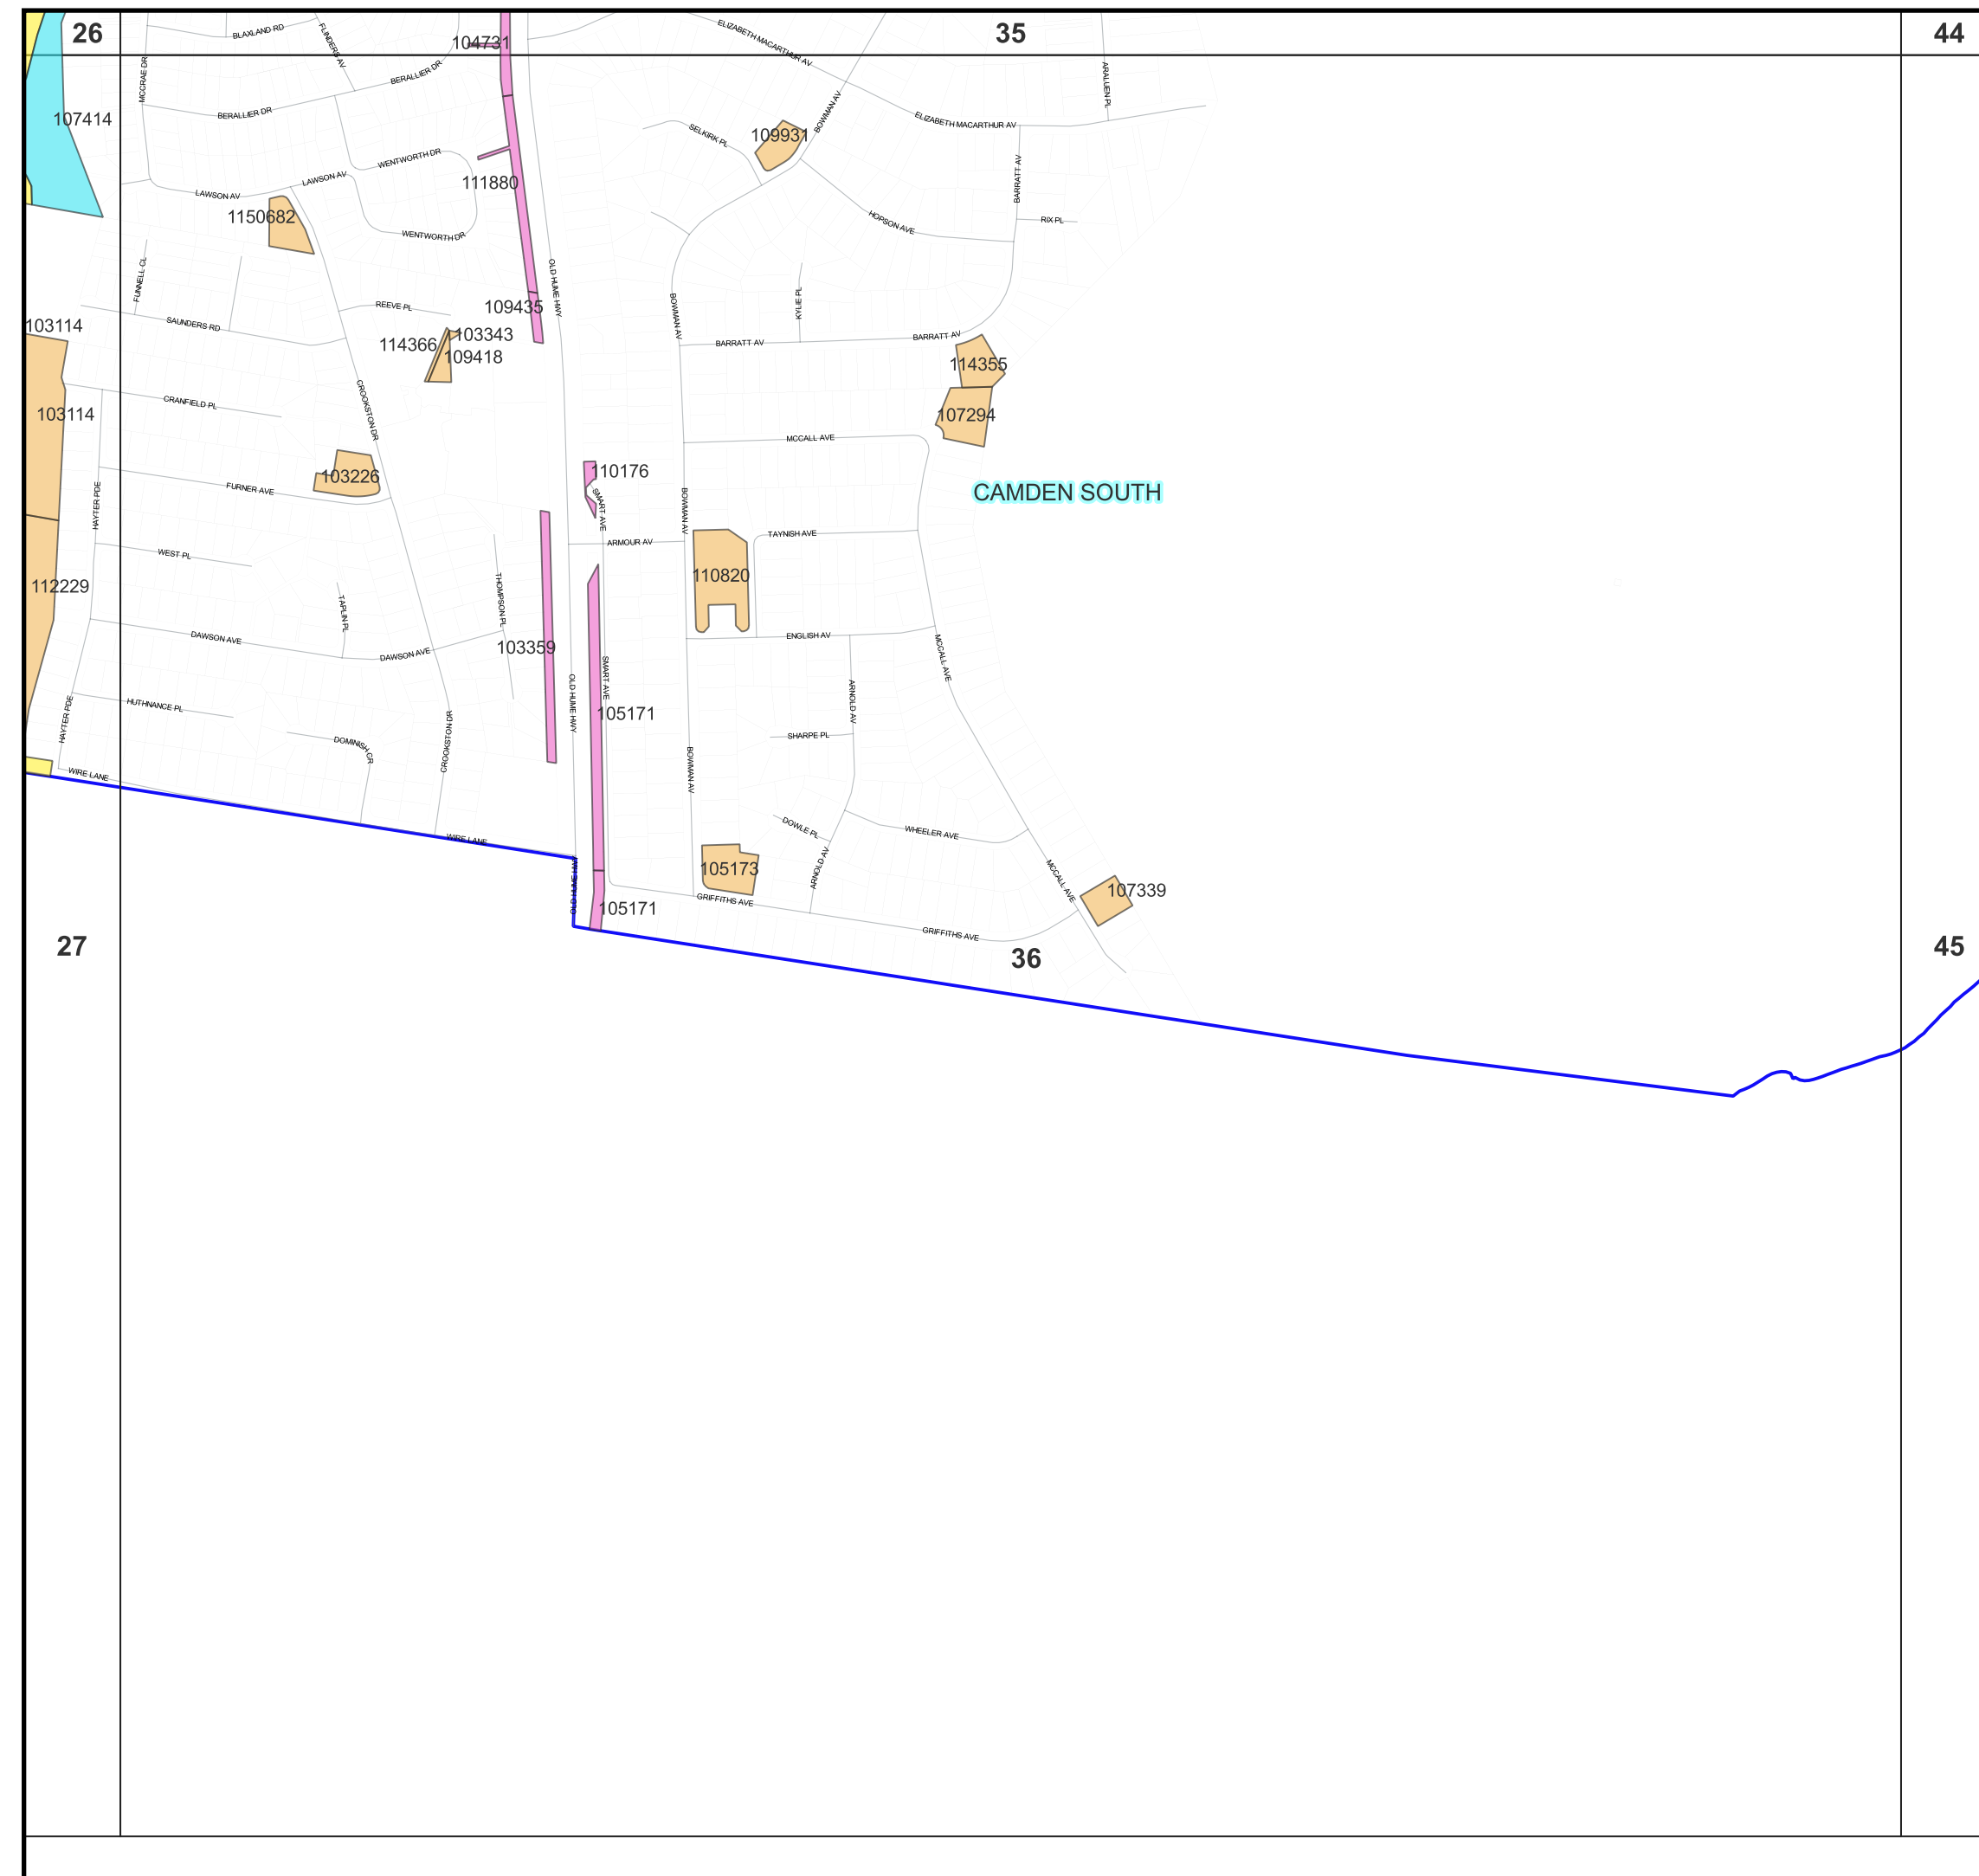 26
35
44
BLAXLAND RD
FLINDERS AV
104731
ELIZABETH MACARTHUR AV
MCCRAE DR
BERALLIER DR
ARALUEN PL
107414
BERALLIER DR
BOWMAN AV
ELIZABETH MACARTHUR AV
SELKIRK PL
109931
WENTWORTH DR
LAWSON AV
111880
BARRATT AV
LAWSON AV
1150682
HOPSON AVE
RIX PL
WENTWORTH DR
FUNNELL CL
OLD HUME HWY
REEVE PL
109435
BOWMAN AV
KYLIE PL
103114
SAUNDERS RD
103343
114366
109418
BARRATT AV
BARRATT AV
114355
CRANFIELD PL
CROOKSTON DR
103114
107294
MCCALL AVE
103226
110176
FURNER AVE
CAMDEN SOUTH
HAYTER PDE
SMART AVE
BOWMAN AV
ARMOUR AV
TAYNISH AVE
WEST PL
110820
112229
THOMPSON PL
TAPLIN PL
DAWSON AVE
ENGLISH AV
103359
DAWSON AVE
MCCALL AVE
SMART AVE
OLD HUME HWY
ARNOLD AV
HUTHNANCE PL
105171
HAYTER PDE
CROOKSTON DR
DOMINISH CR
SHARPE PL
BOWMAN AV
WIRE LANE
DOWLE PL
WHEELER AVE
WIRE LANE
105173
ARNOLD AV
MCCALL AVE
107339
OLD HUME HWY
GRIFFITHS AVE
105171
GRIFFITHS AVE
27
36
45